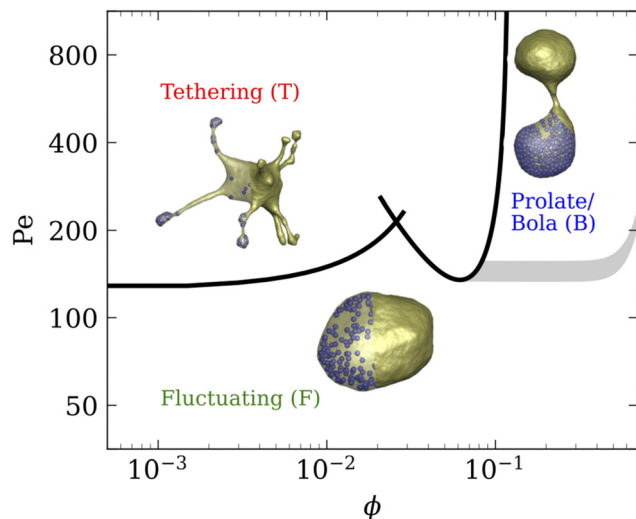 800
Tethering (T)
400
Prolate/
Bola (B)
200
Pe
100
Fluctuating (F)
50
10⁻³
10⁻²
10⁻¹
ϕ